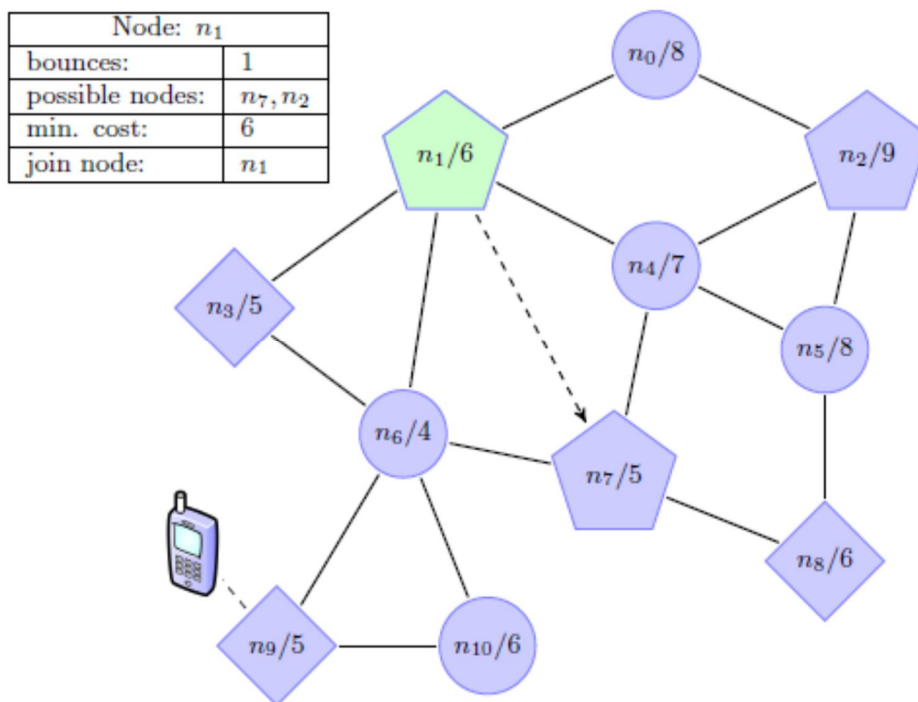 Node: n₁
bounces: 1
possible nodes: n₇, n₂
min. cost: 6
join node: n₁
n₀/8
n₁/6
n₂/9
n₄/7
n₃/5
n₅/8
n₆/4
n₇/5
n₈/6
n₉/5
n₁₀/6